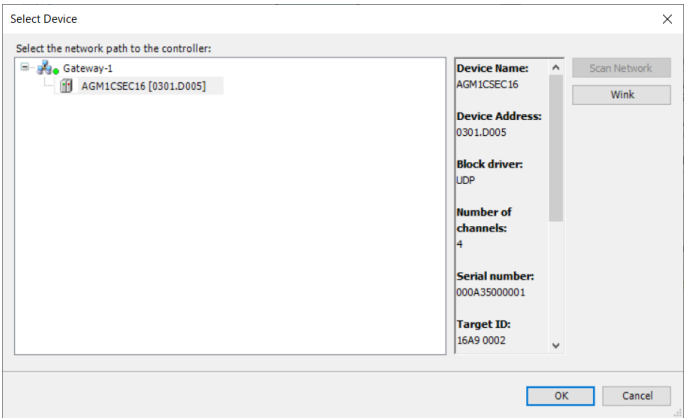 Select Device
Select the network path to the controller:
Gateway-1
AGM1CSEC16 [0301.D005]
Device Name:
AGM1CSEC16
Device Address:
0301.D005
Block driver:
UDP
Number of
channels:
4
Serial number:
000A35000001
Target ID:
16A9 0002
Scan Network
Wink
OK
Cancel